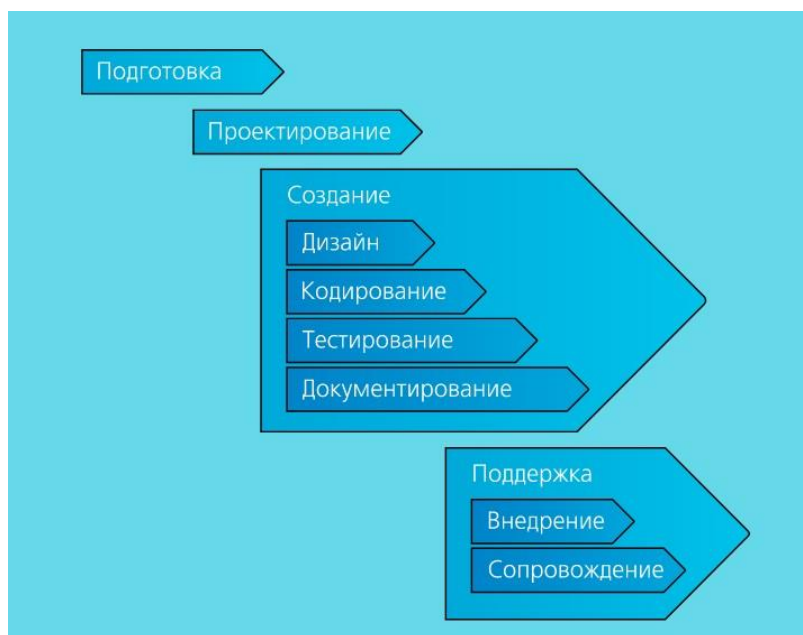 Подготовка
Проектирование
Создание
Дизайн
Кодирование
Тестирование
Документирование
Поддержка
Внедрение
Сопровождение